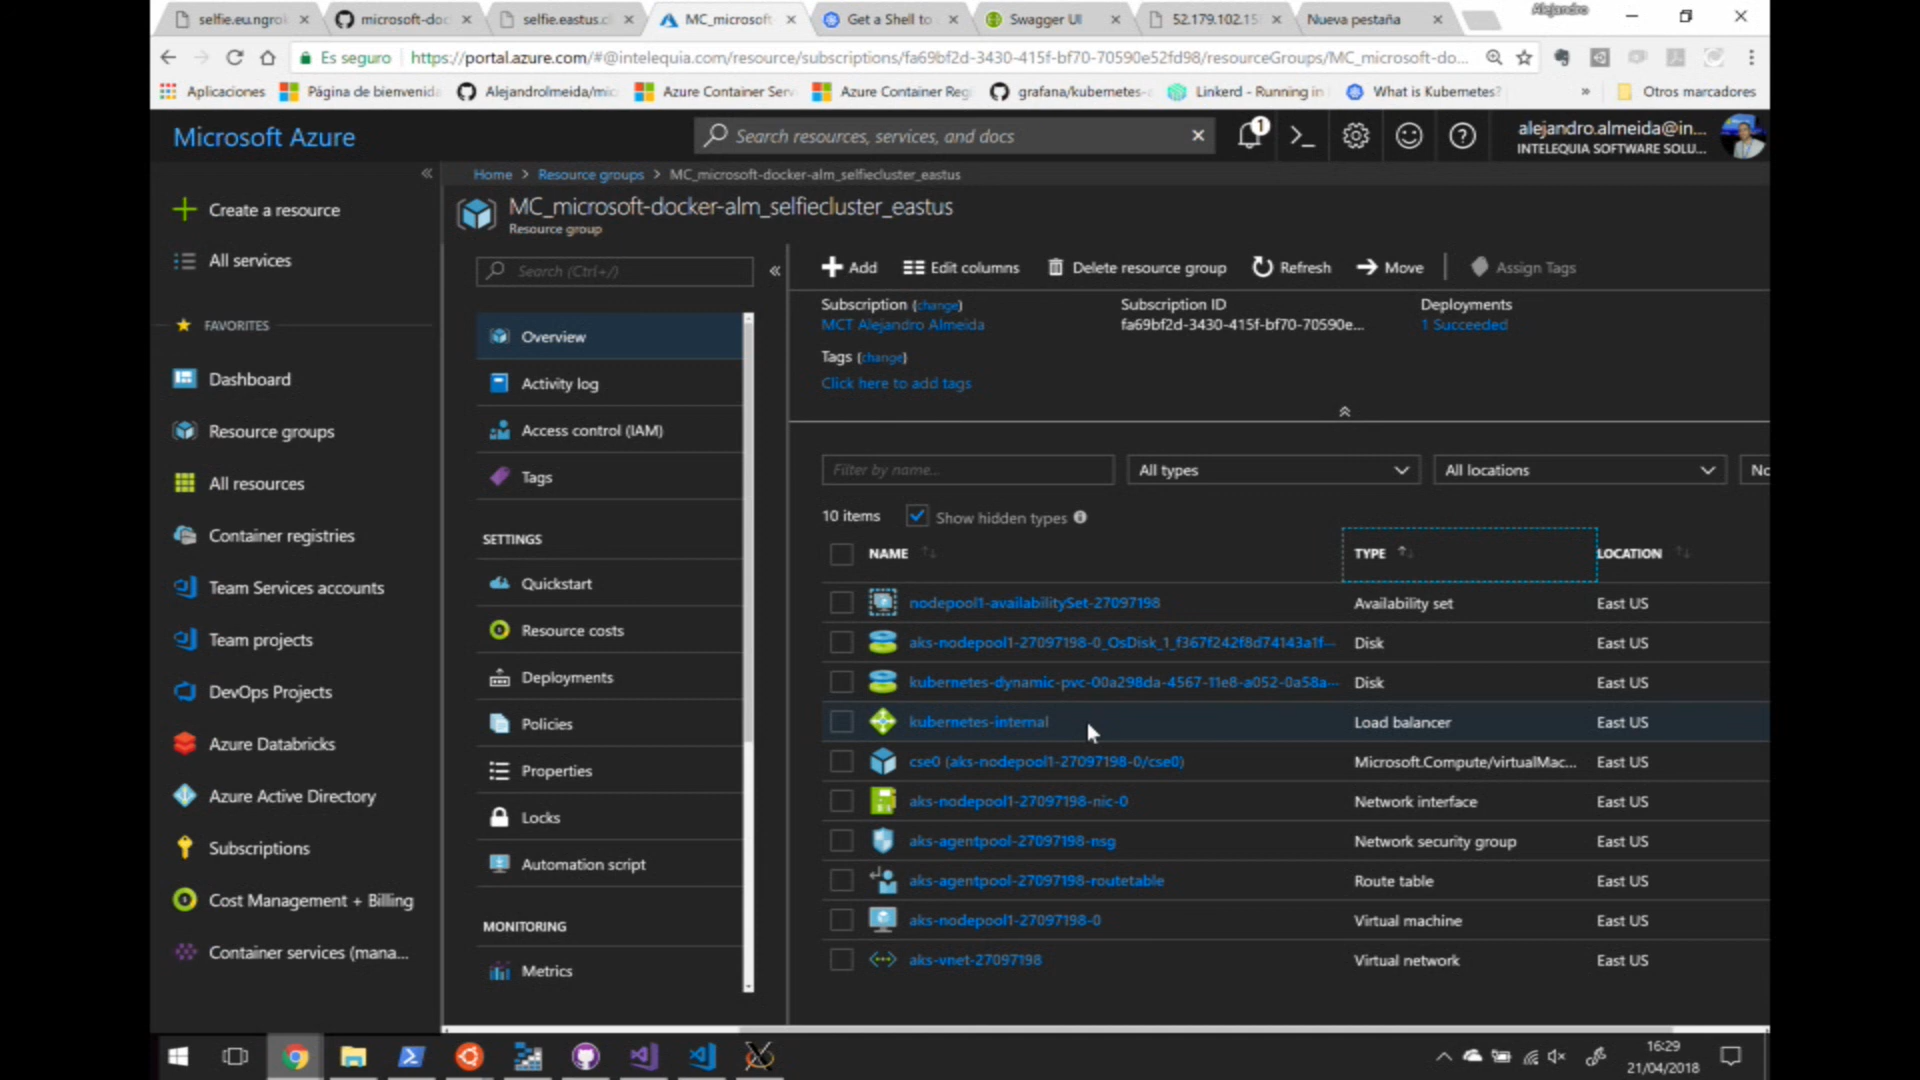 selfie.eu.ngrok
microsoft-doc
selfie.eastus.cl
MC_microsoft-
Get a Shell to
Swagger UI
52.179.102.15
Nueva pestaña
Alejandro
Es seguro
https://portal.azure.com/#@intelequia.com/resource/subscriptions/fa69bf2d-3430-415f-bf70-70590e52fd98/resourceGroups/MC_microsoft-do...
Aplicaciones
Página de bienvenida
AlejandroImeida/mic
Azure Container Serv
Azure Container Reg
grafana/kubernetes-
Linkerd - Running in
What is Kubernetes?
»
Otros marcadores
Microsoft Azure
Search resources, services, and docs
1
alejandro.almeida@in...
INTELEQUIA SOFTWARE SOLU...
Home > Resource groups > MC_microsoft-docker-alm_selfiecluster_eastus
MC_microsoft-docker-alm_selfiecluster_eastus
Resource group
Create a resource
All services
FAVORITES
Dashboard
Resource groups
All resources
Container registries
Team Services accounts
Team projects
DevOps Projects
Azure Databricks
Azure Active Directory
Subscriptions
Cost Management + Billing
Container services (mana...
Search (Ctrl+/)
Overview
Activity log
Access control (IAM)
Tags
SETTINGS
Quickstart
Resource costs
Deployments
Policies
Properties
Locks
Automation script
MONITORING
Metrics
Add
Edit columns
Delete resource group
Refresh
Move
Assign Tags
Subscription (change)
MCT Alejandro Almeida
Subscription ID
fa69bf2d-3430-415f-bf70-70590e...
Deployments
1 Succeeded
Tags (change)
Click here to add tags
Filter by name...
All types
All locations
No
10 items
Show hidden types
NAME TYPE LOCATION
nodepool1-availabilitySet-27097198 Availability set East US
aks-nodepool1-27097198-0_OsDisk_1_f367f242f8d74143a1f--- Disk East US
kubernetes-dynamic-pvc-00a298da-4567-11e8-a052-0a58a--- Disk East US
kubernetes-internal Load balancer East US
cse0 (aks-nodepool1-27097198-0/cse0) Microsoft.Compute/virtualMac... East US
aks-nodepool1-27097198-nic-0 Network interface East US
aks-agentpool-27097198-nsg Network security group East US
aks-agentpool-27097198-routetable Route table East US
aks-nodepool1-27097198-0 Virtual machine East US
aks-vnet-27097198 Virtual network East US
16:29
21/04/2018